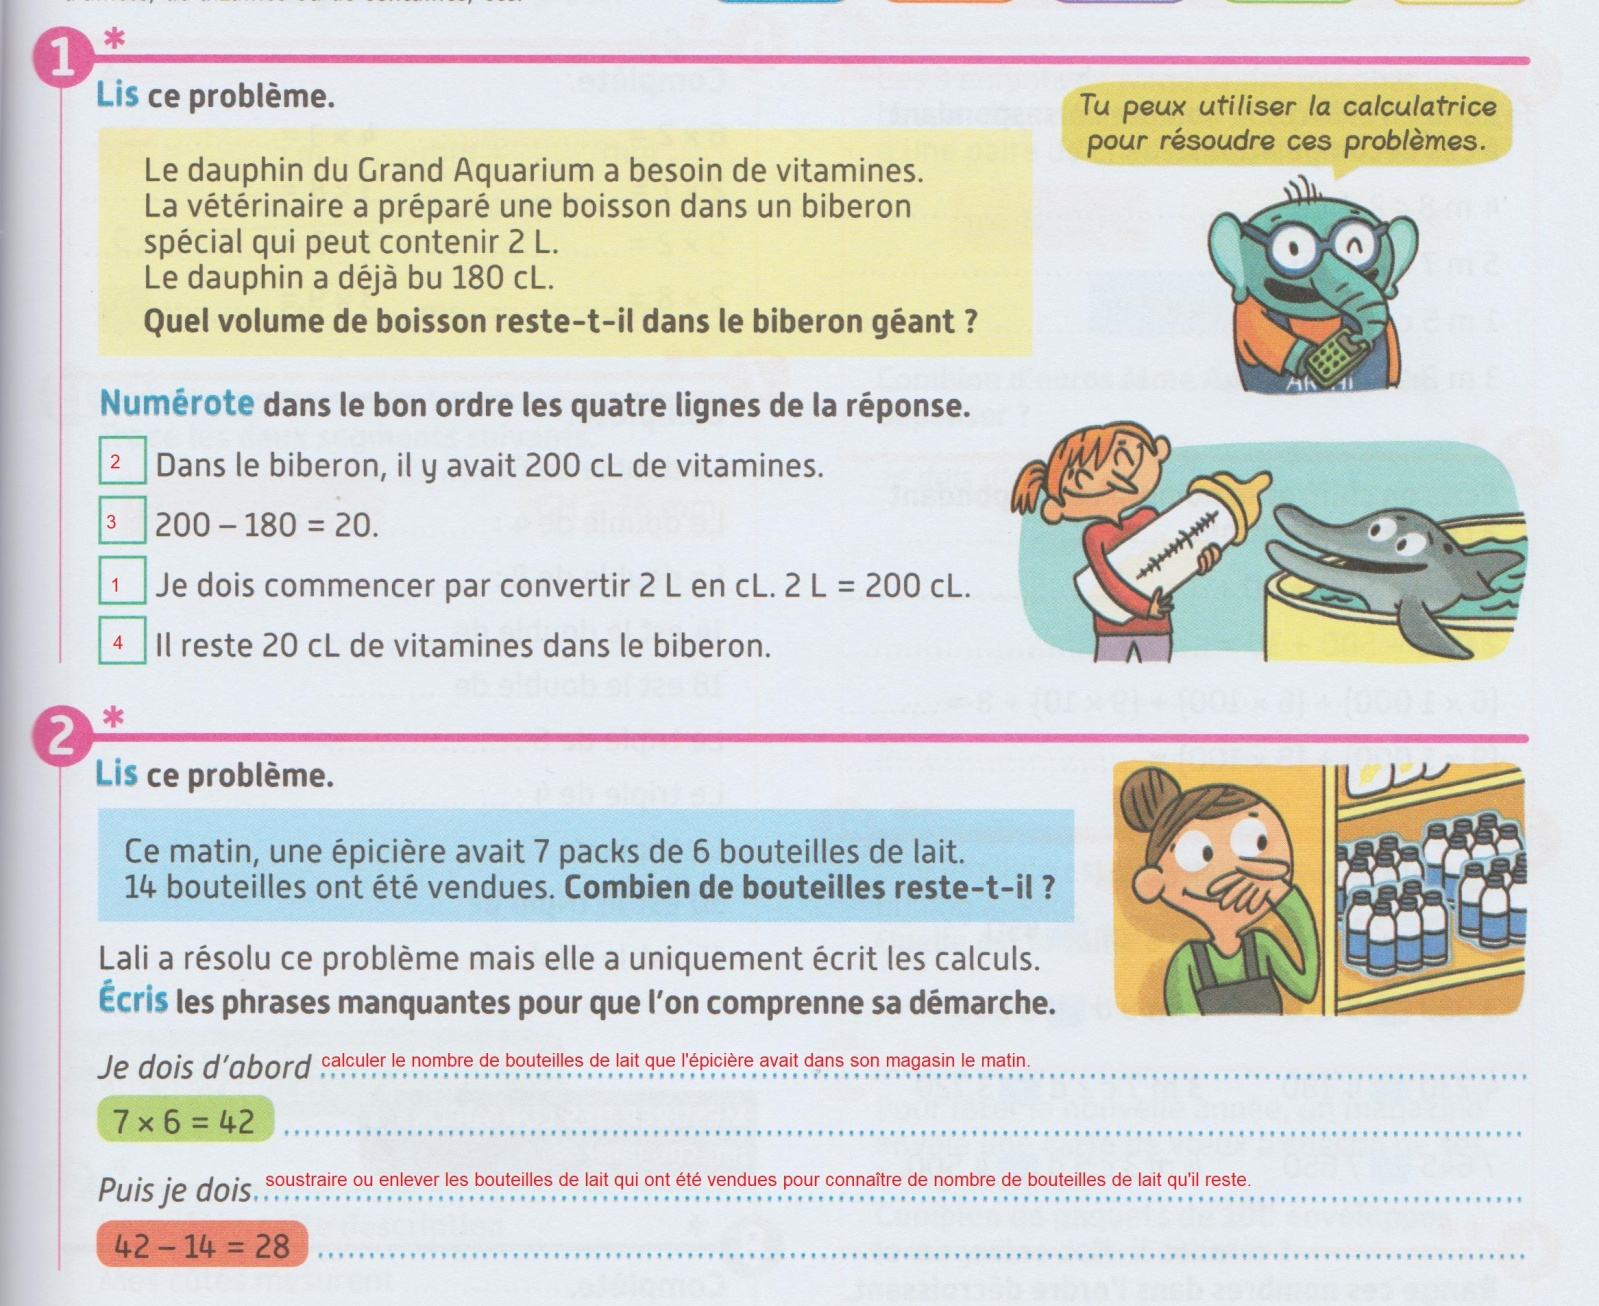 1 *
Lis ce problème.
Tu peux utiliser la calculatrice
pour résoudre ces problèmes.
Le dauphin du Grand Aquarium a besoin de vitamines.
La vétérinaire a préparé une boisson dans un biberon
spécial qui peut contenir 2 L.
Le dauphin a déjà bu 180 cL.
Quel volume de boisson reste-t-il dans le biberon géant ?
Numérote dans le bon ordre les quatre lignes de la réponse.
2 Dans le biberon, il y avait 200 cL de vitamines.
3 200 – 180 = 20.
1 Je dois commencer par convertir 2 L en cL. 2 L = 200 cL.
4 Il reste 20 cL de vitamines dans le biberon.
2 *
Lis ce problème.
Ce matin, une épicière avait 7 packs de 6 bouteilles de lait.
14 bouteilles ont été vendues. Combien de bouteilles reste-t-il ?
Lali a résolu ce problème mais elle a uniquement écrit les calculs.
Écris les phrases manquantes pour que l'on comprenne sa démarche.
Je dois d'abord calculer le nombre de bouteilles de lait que l'épicière avait dans son magasin le matin.
7 × 6 = 42
Puis je dois soustraire ou enlever les bouteilles de lait qui ont été vendues pour connaître de nombre de bouteilles de lait qu'il reste.
42 – 14 = 28